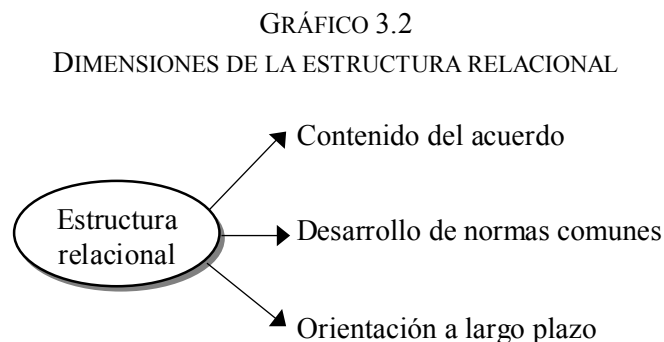 GRÁFICO 3.2
DIMENSIONES DE LA ESTRUCTURA RELACIONAL
Contenido del acuerdo
Estructura
relacional
Desarrollo de normas comunes
Orientación a largo plazo